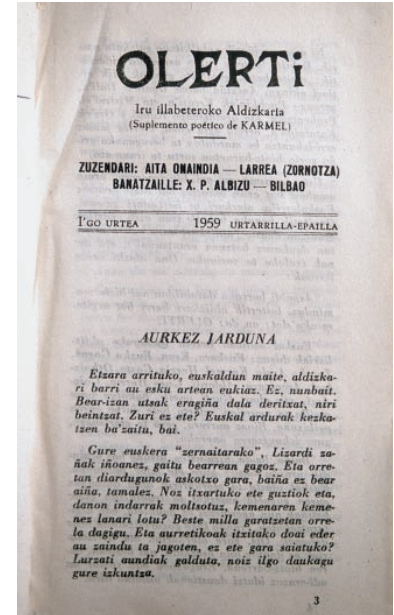 OLERTi
Iru illabeteroko Aldizkaria
(Suplemento poético de KARMEL)
ZUZENDARI: AITA ONAINDIA — LARREA (ZORNOTZA)
BANATZAILLE: X. P. ALBIZU — BILBAO
I'GO URTEA 1959 URTARRILLA-EPAILLA
AURKEZ JARDUNA
Etzara arrituko, euskaldun maite, aldizka-
ri barri au esku artean eukiaz. Ez, nunbait.
Bear-izan utsak eragiña dala deritxat, niri
beintzat. Zuri ez ete? Euskal ardurak kezka-
tzen ba'zaitu, bai.
Gure euskera "zernaitarako", Lizardi za-
ñak iñoanez, gaitu bearrean gagoz. Eta orre-
tan diardugunok askotxo gara, baiña ez bear
aiña, tamalez. Noz itxartuko ete guztiok eta,
danon indarrak moltsotuz, kemenaren keme-
nez lanari lotu? Beste milla garatzetan orre-
la dagigu. Eta aurretikoak itxitako doai eder
au zaindu ta jagoten, ez ete gara saiatuko?
Lurzati aundiak galduta, noiz ilgo daukagu
gure izkuntza.
3